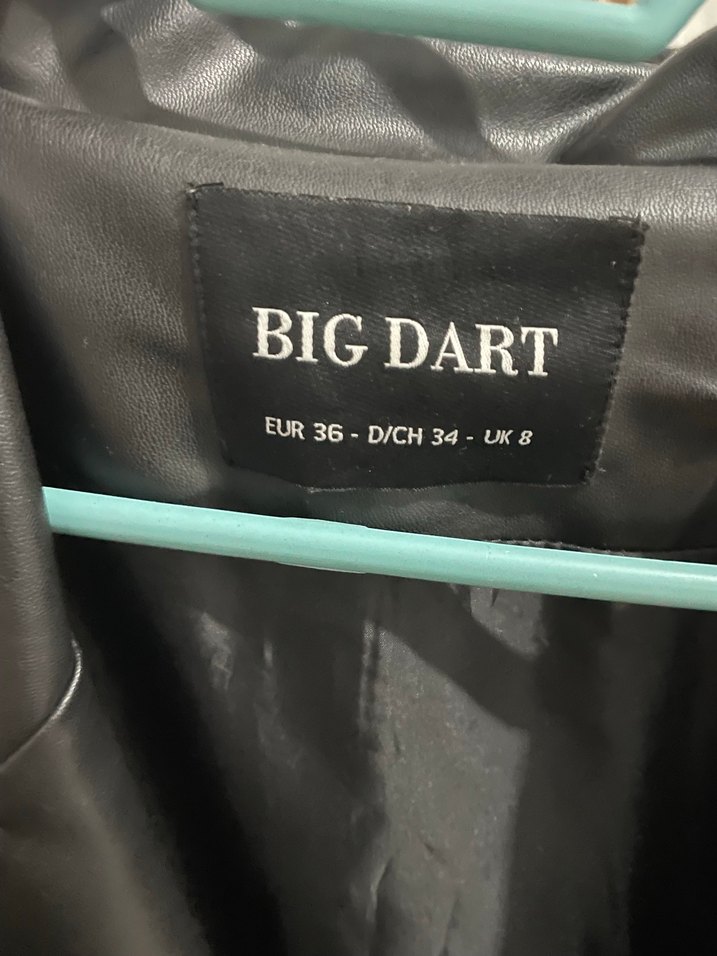 BIG DART
EUR 36 - D/CH 34 - UK 8